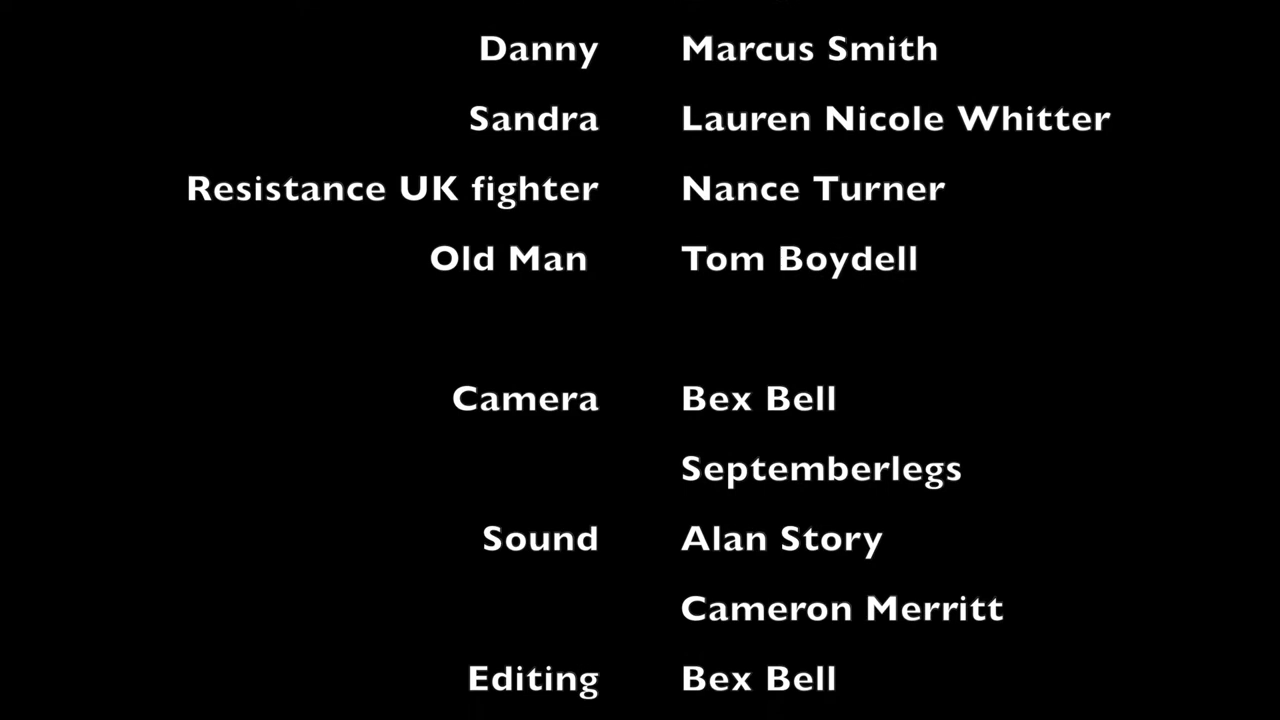 Danny Marcus Smith
Sandra Lauren Nicole Whitter
Resistance UK fighter Nance Turner
Old Man Tom Boydell
Camera Bex Bell
Septemberlegs
Sound Alan Story
Cameron Merritt
Editing Bex Bell